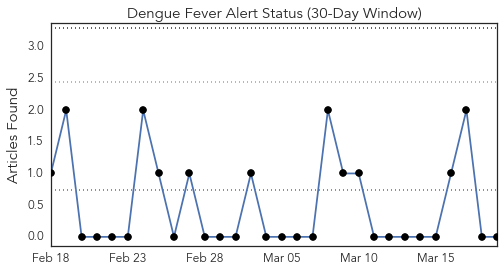 Dengue Fever Alert Status (30-Day Window)
Articles Found
3.0
2.5
2.0
1.5
1.0
0.5
0.0
Feb 18 Feb 23 Feb 28 Mar 05 Mar 10 Mar 15